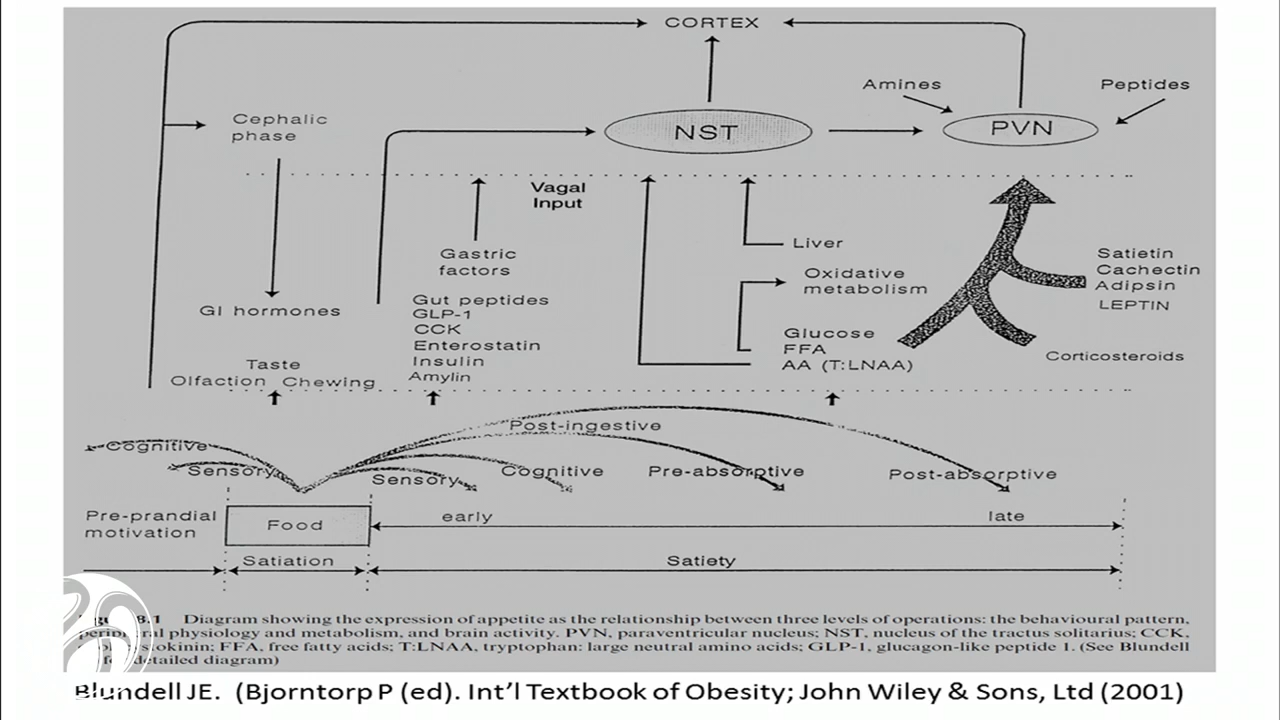 CORTEX
Amines
Peptides
Cephalic
phase
NST
PVN
Vagal
Input
Gastric
factors
Liver
Oxidative
metabolism
Satietin
Cachectin
Adipsin
LEPTIN
GI hormones
Gut peptides
GLP-1
CCK
Enterostatin
Insulin
Amylin
Glucose
FFA
AA (T:LNAA)
Corticosteroids
Taste
Olfaction Chewing
Post-ingestive
Cognitive
Sensory
Sensory
Cognitive
Pre-absorptive
Post-absorptive
Pre-prandial
motivation
Food
early
late
Satiation
Satiety
8.1 Diagram showing the expression of appetite as the relationship between three levels of operations: the behavioural pattern,
physiology and metabolism, and brain activity. PVN, paraventricular nucleus; NST, nucleus of the tractus solitarius; CCK,
FFA, free fatty acids; T:LNAA, tryptophan: large neutral amino acids; GLP-1, glucagon-like peptide 1. (See Blundell
detailed diagram)
Blundell JE. (Bjorntorp P (ed). Int'l Textbook of Obesity; John Wiley & Sons, Ltd (2001)